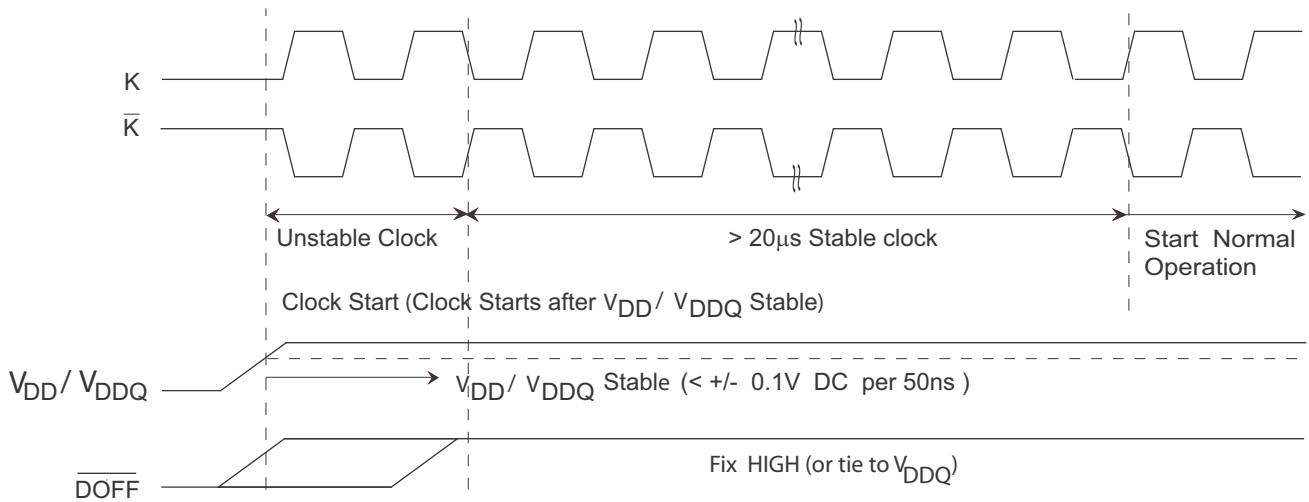 K
K̅
Unstable Clock
> 20μs Stable clock
Start Normal
Operation
Clock Start (Clock Starts after VDD / VDDQ Stable)
VDD / VDDQ
VDD / VDDQ Stable (< +/- 0.1V DC per 50ns )
D̅O̅F̅F̅
Fix HIGH (or tie to VDDQ)